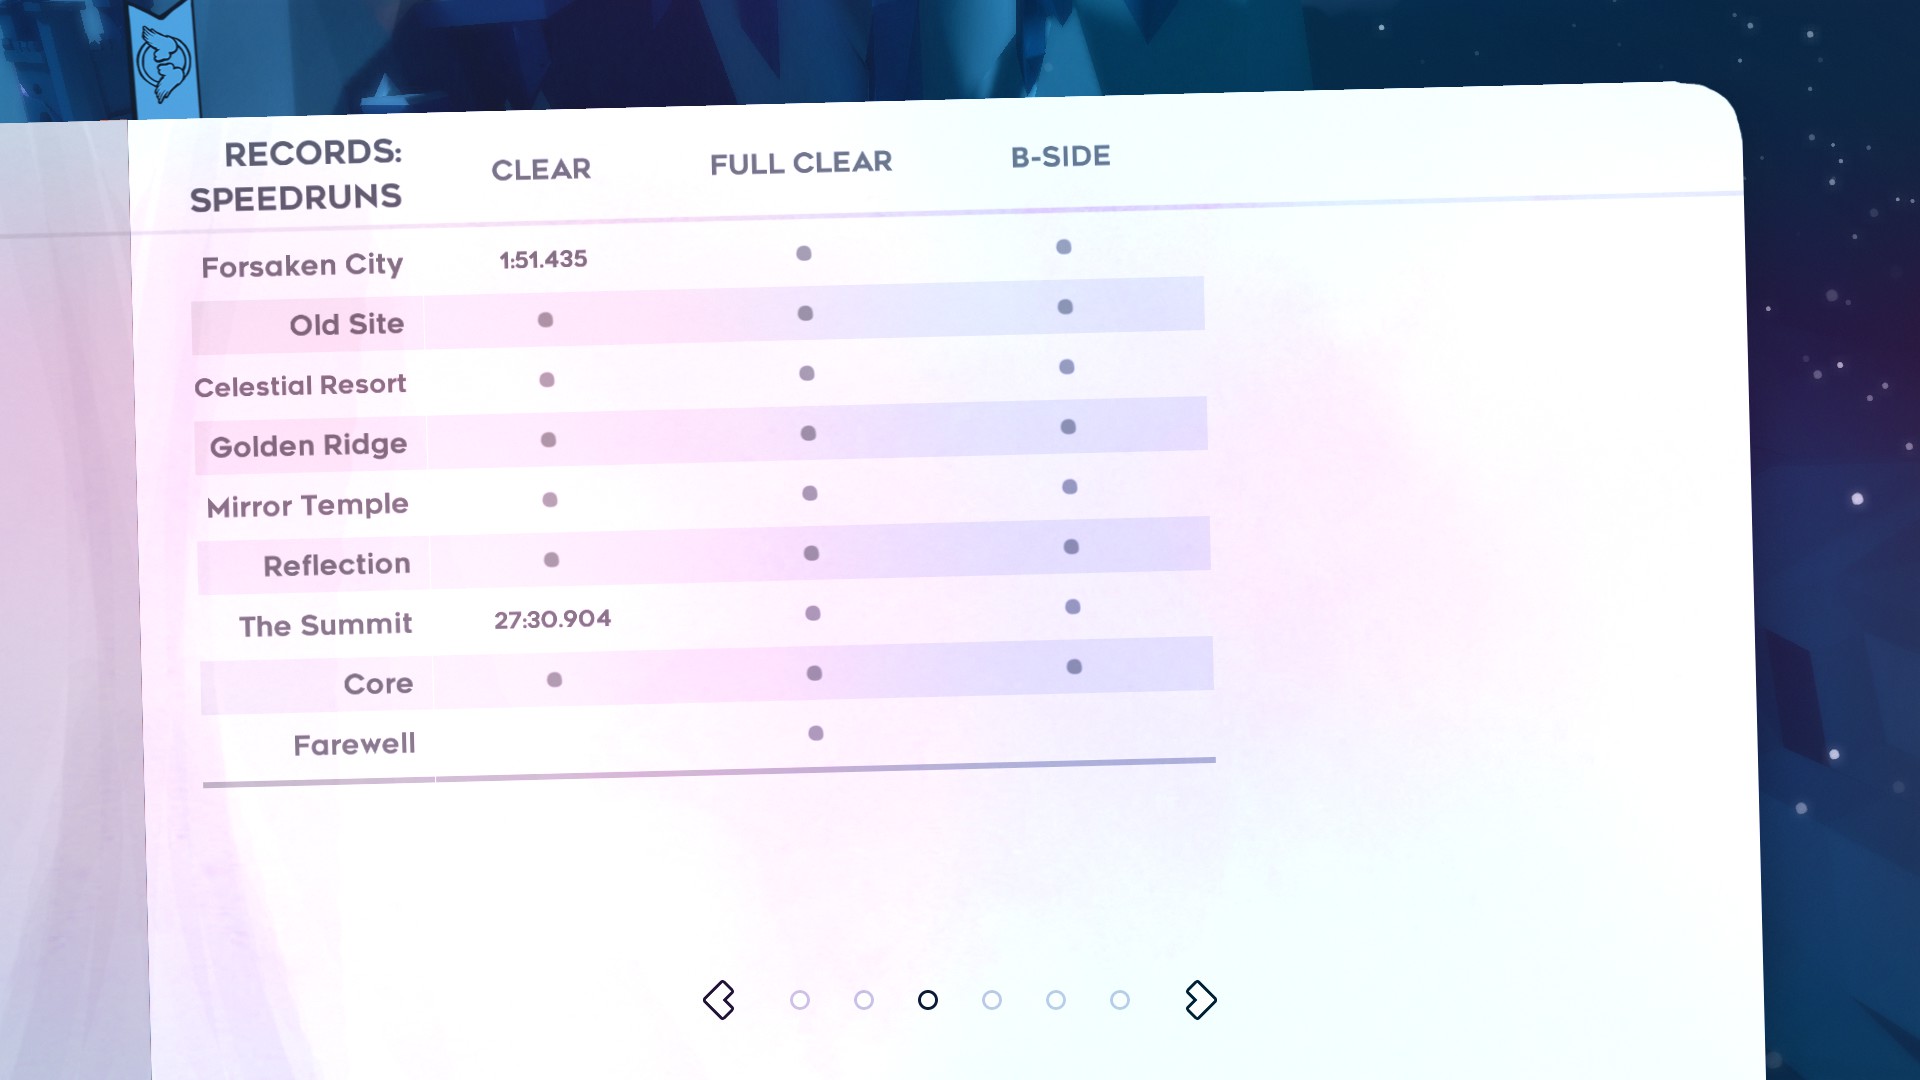 RECORDS:
SPEEDRUNS
CLEAR
FULL CLEAR
B-SIDE
Forsaken City 1:51.435
Old Site
Celestial Resort
Golden Ridge
Mirror Temple
Reflection
The Summit 27:30.904
Core
Farewell